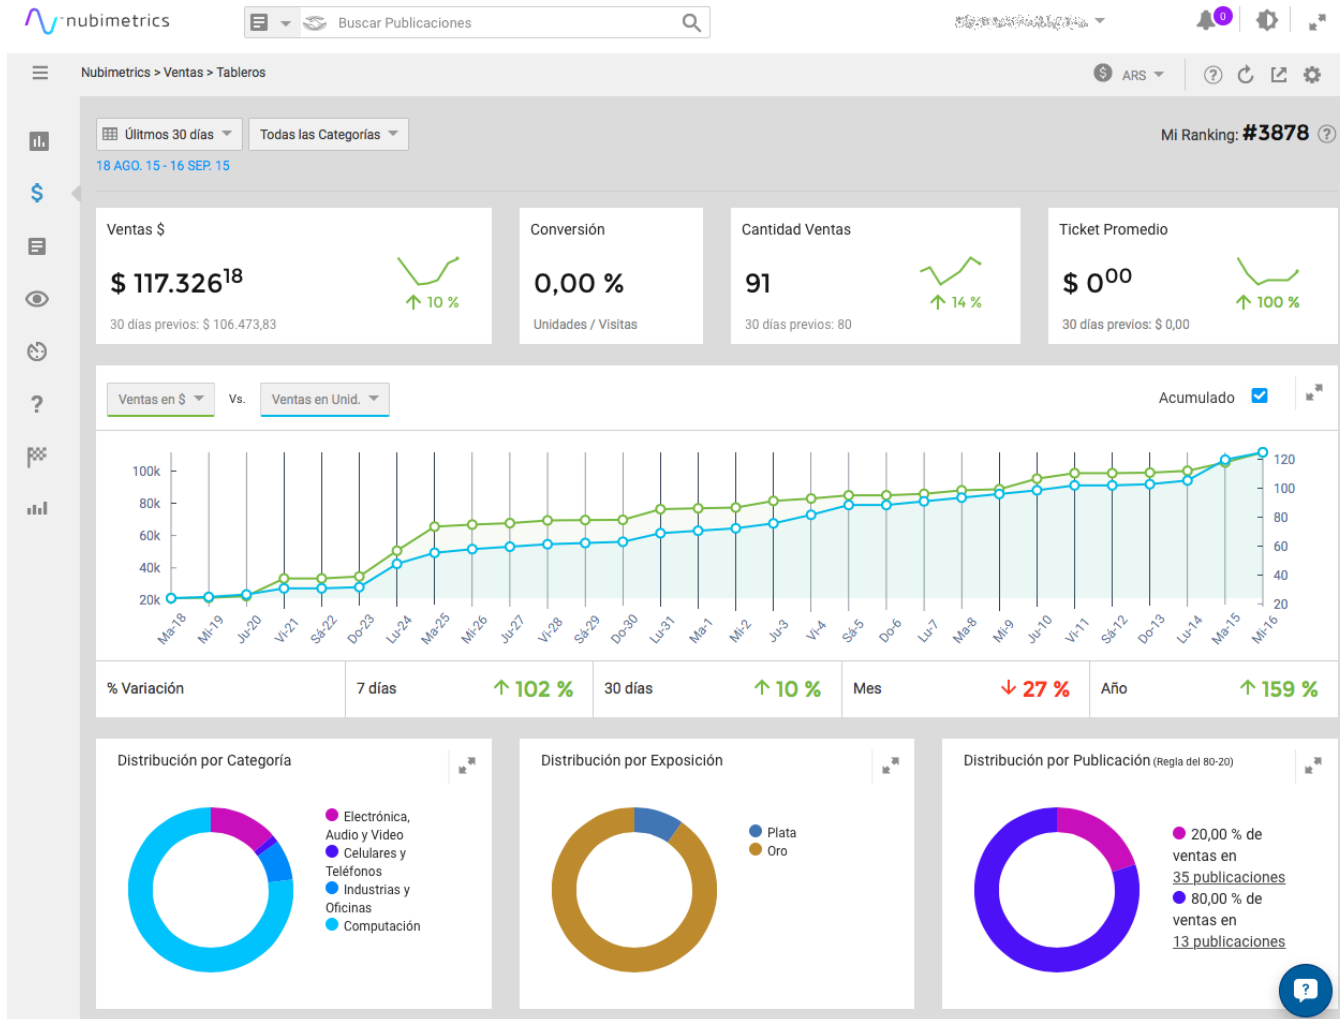 nubimetrics
Buscar Publicaciones
0
Nubimetrics > Ventas > Tableros
$ ARS
?
Úlitmos 30 días
Todas las Categorías
Mi Ranking: #3878 ?
18 AGO. 15 - 16 SEP. 15
$
Ventas $
$ 117.326¹⁸
10 %
30 días previos: $ 106.473,83
Conversión
0,00 %
Unidades / Visitas
Cantidad Ventas
91
14 %
30 días previos: 80
Ticket Promedio
$ 0⁰⁰
100 %
30 días previos: $ 0,00
?
Ventas en $
Vs.
Ventas en Unid.
Acumulado
100k
80k
60k
40k
20k
120
100
80
60
40
20
Ma-18
Mi-19
Ju-20
Vi-21
Sá-22
Do-23
Lu-24
Ma-25
Mi-26
Ju-27
Vi-28
Sá-29
Do-30
Lu-31
Ma-1
Mi-2
Ju-3
Vi-4
Sá-5
Do-6
Lu-7
Ma-8
Mi-9
Ju-10
Vi-11
Sá-12
Do-13
Lu-14
Ma-15
Mi-16
% Variación
7 días
102 %
30 días
10 %
Mes
27 %
Año
159 %
Distribución por Categoría
Electrónica,
Audio y Video
Celulares y
Teléfonos
Industrias y
Oficinas
Computación
Distribución por Exposición
Plata
Oro
Distribución por Publicación (Regla del 80-20)
20,00 % de
ventas en
35 publicaciones
80,00 % de
ventas en
13 publicaciones
?